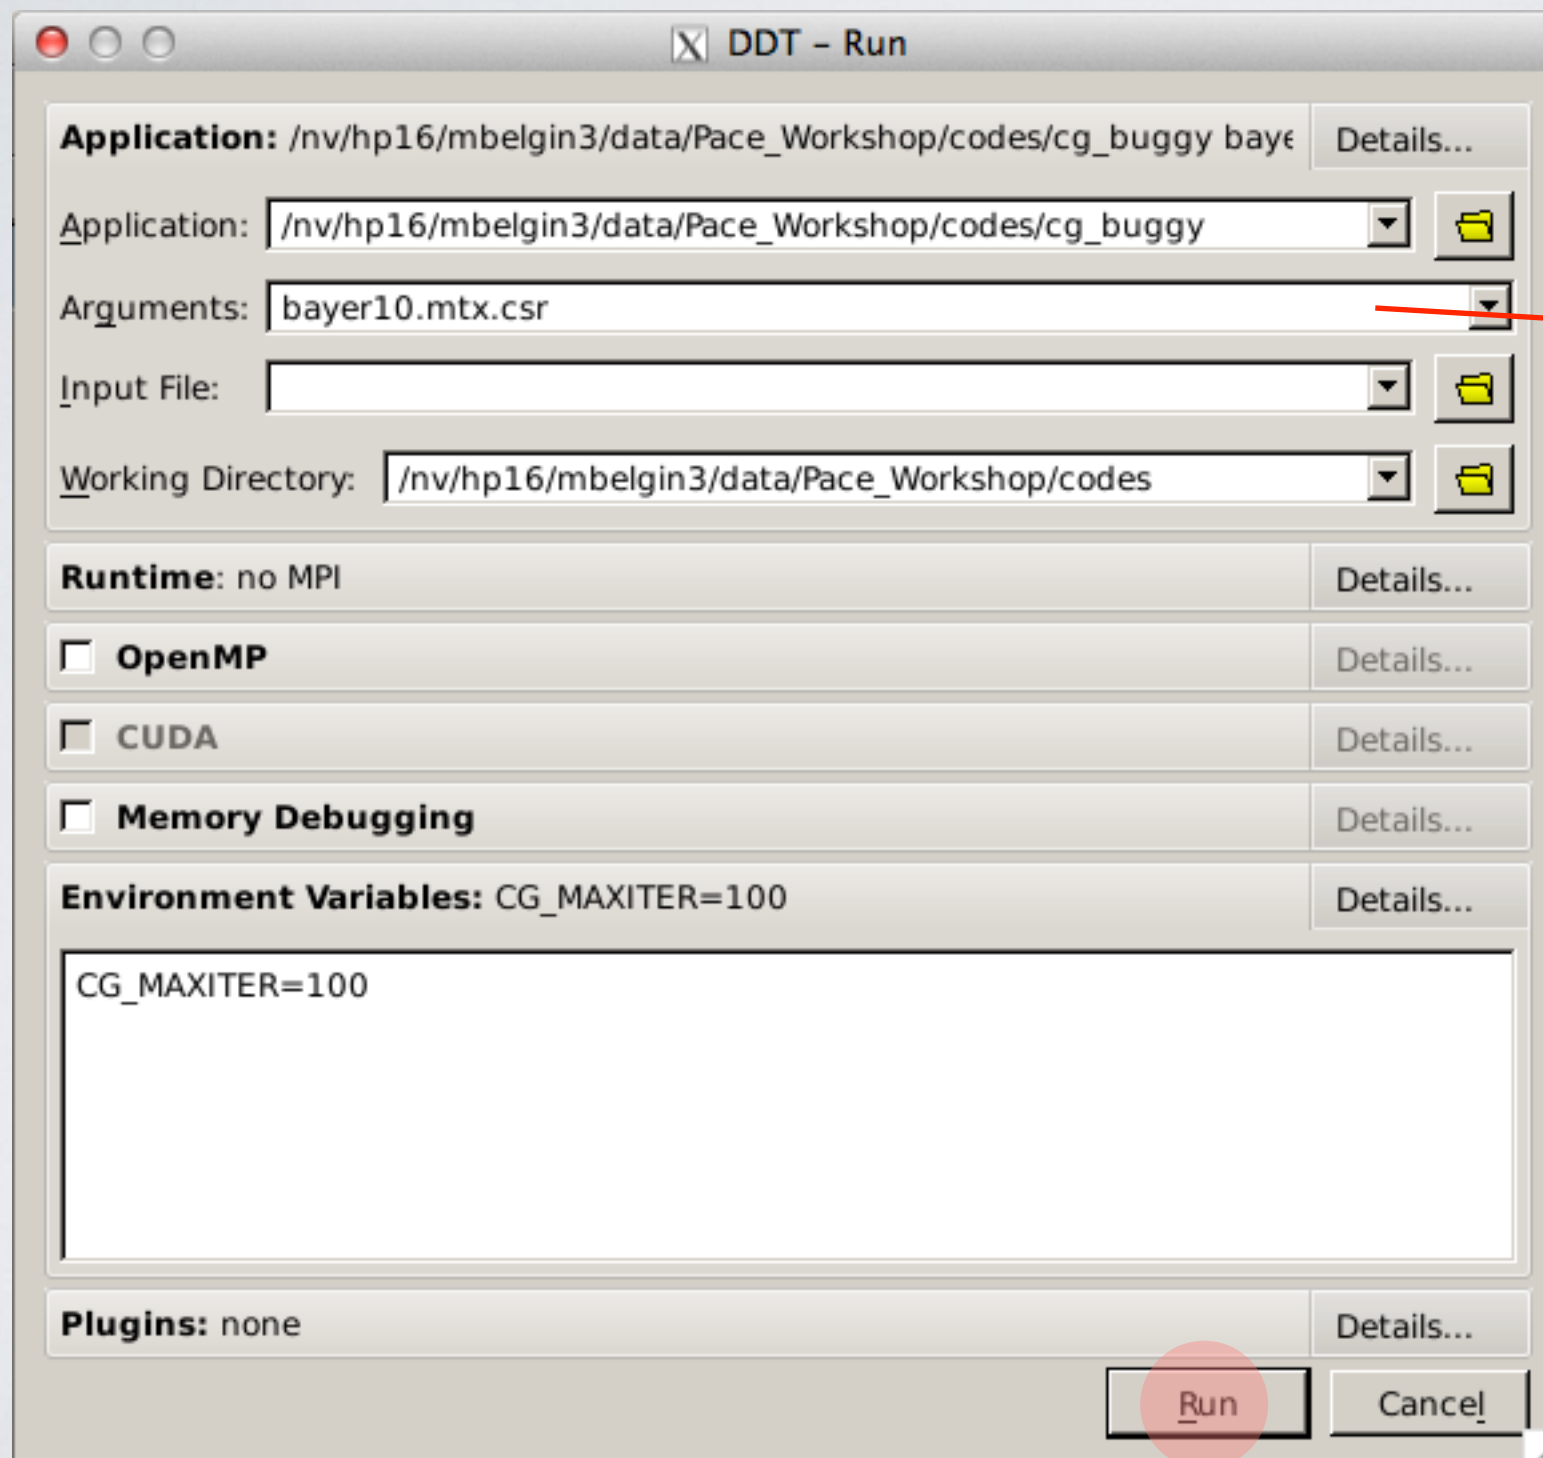 DDT – Run
Application: /nv/hp16/mbelgin3/data/Pace_Workshop/codes/cg_buggy baye
Details...
Application: /nv/hp16/mbelgin3/data/Pace_Workshop/codes/cg_buggy
Arguments: bayer10.mtx.csr
Input File:
Working Directory: /nv/hp16/mbelgin3/data/Pace_Workshop/codes
Runtime: no MPI Details...
OpenMP Details...
CUDA Details...
Memory Debugging Details...
Environment Variables: CG_MAXITER=100 Details...
CG_MAXITER=100
Plugins: none Details...
Run Cancel